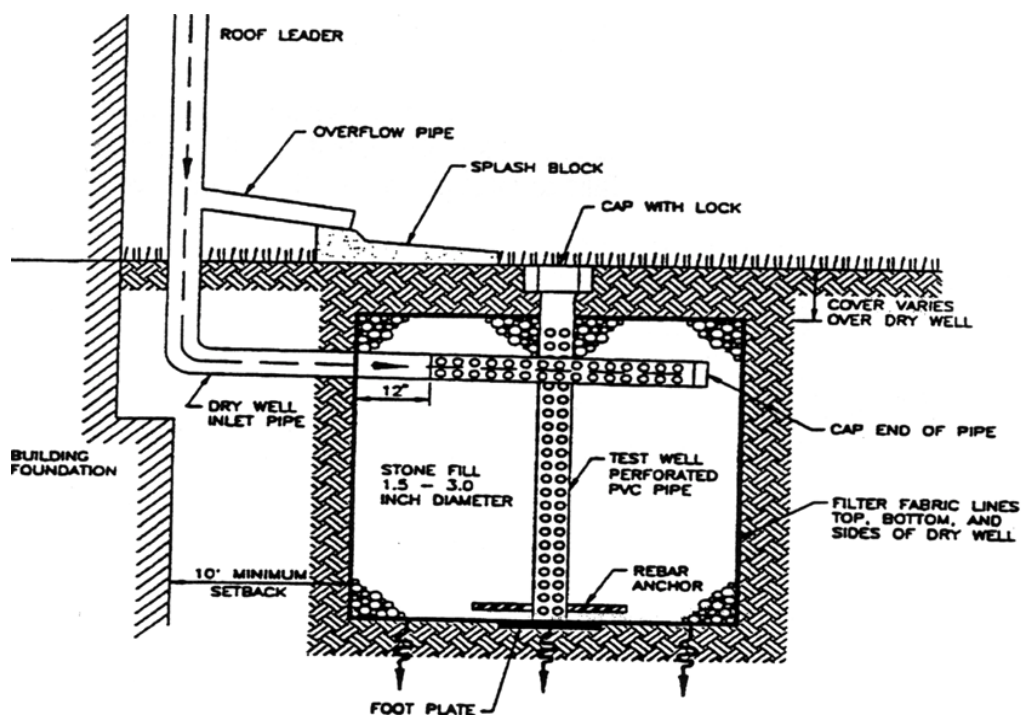 ROOF LEADER
OVERFLOW PIPE
SPLASH BLOCK
CAP WITH LOCK
COVER VARIES
OVER DRY WELL
12"
DRY WELL
INLET PIPE
CAP END OF PIPE
BUILDING
FOUNDATION
STONE FILL
1.5 - 3.0
INCH DIAMETER
TEST WELL
PERFORATED
PVC PIPE
FILTER FABRIC LINES
TOP, BOTTOM, AND
SIDES OF DRY WELL
10' MINIMUM
SETBACK
REBAR
ANCHOR
FOOT PLATE